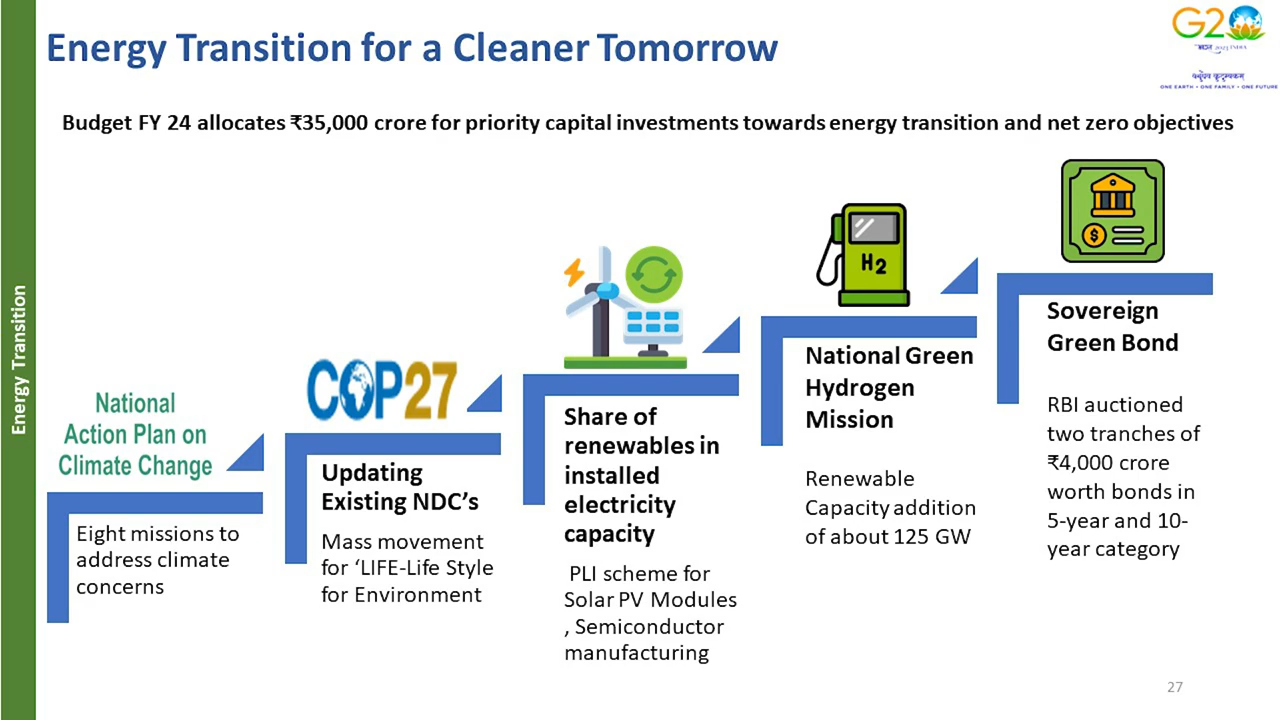 Energy Transition for a Cleaner Tomorrow
G20
भारत 2023 INDIA
वसुधैव कुटुम्बकम्
ONE EARTH • ONE FAMILY • ONE FUTURE
Budget FY 24 allocates ₹35,000 crore for priority capital investments towards energy transition and net zero objectives
Energy Transition
National
Action Plan on
Climate Change
Eight missions to
address climate
concerns
COP27
Updating
Existing NDC’s
Mass movement
for ‘LIFE-Life Style
for Environment
Share of
renewables in
installed
electricity
capacity
PLI scheme for
Solar PV Modules
, Semiconductor
manufacturing
H2
National Green
Hydrogen
Mission
Renewable
Capacity addition
of about 125 GW
$
Sovereign
Green Bond
RBI auctioned
two tranches of
₹4,000 crore
worth bonds in
5-year and 10-
year category
27